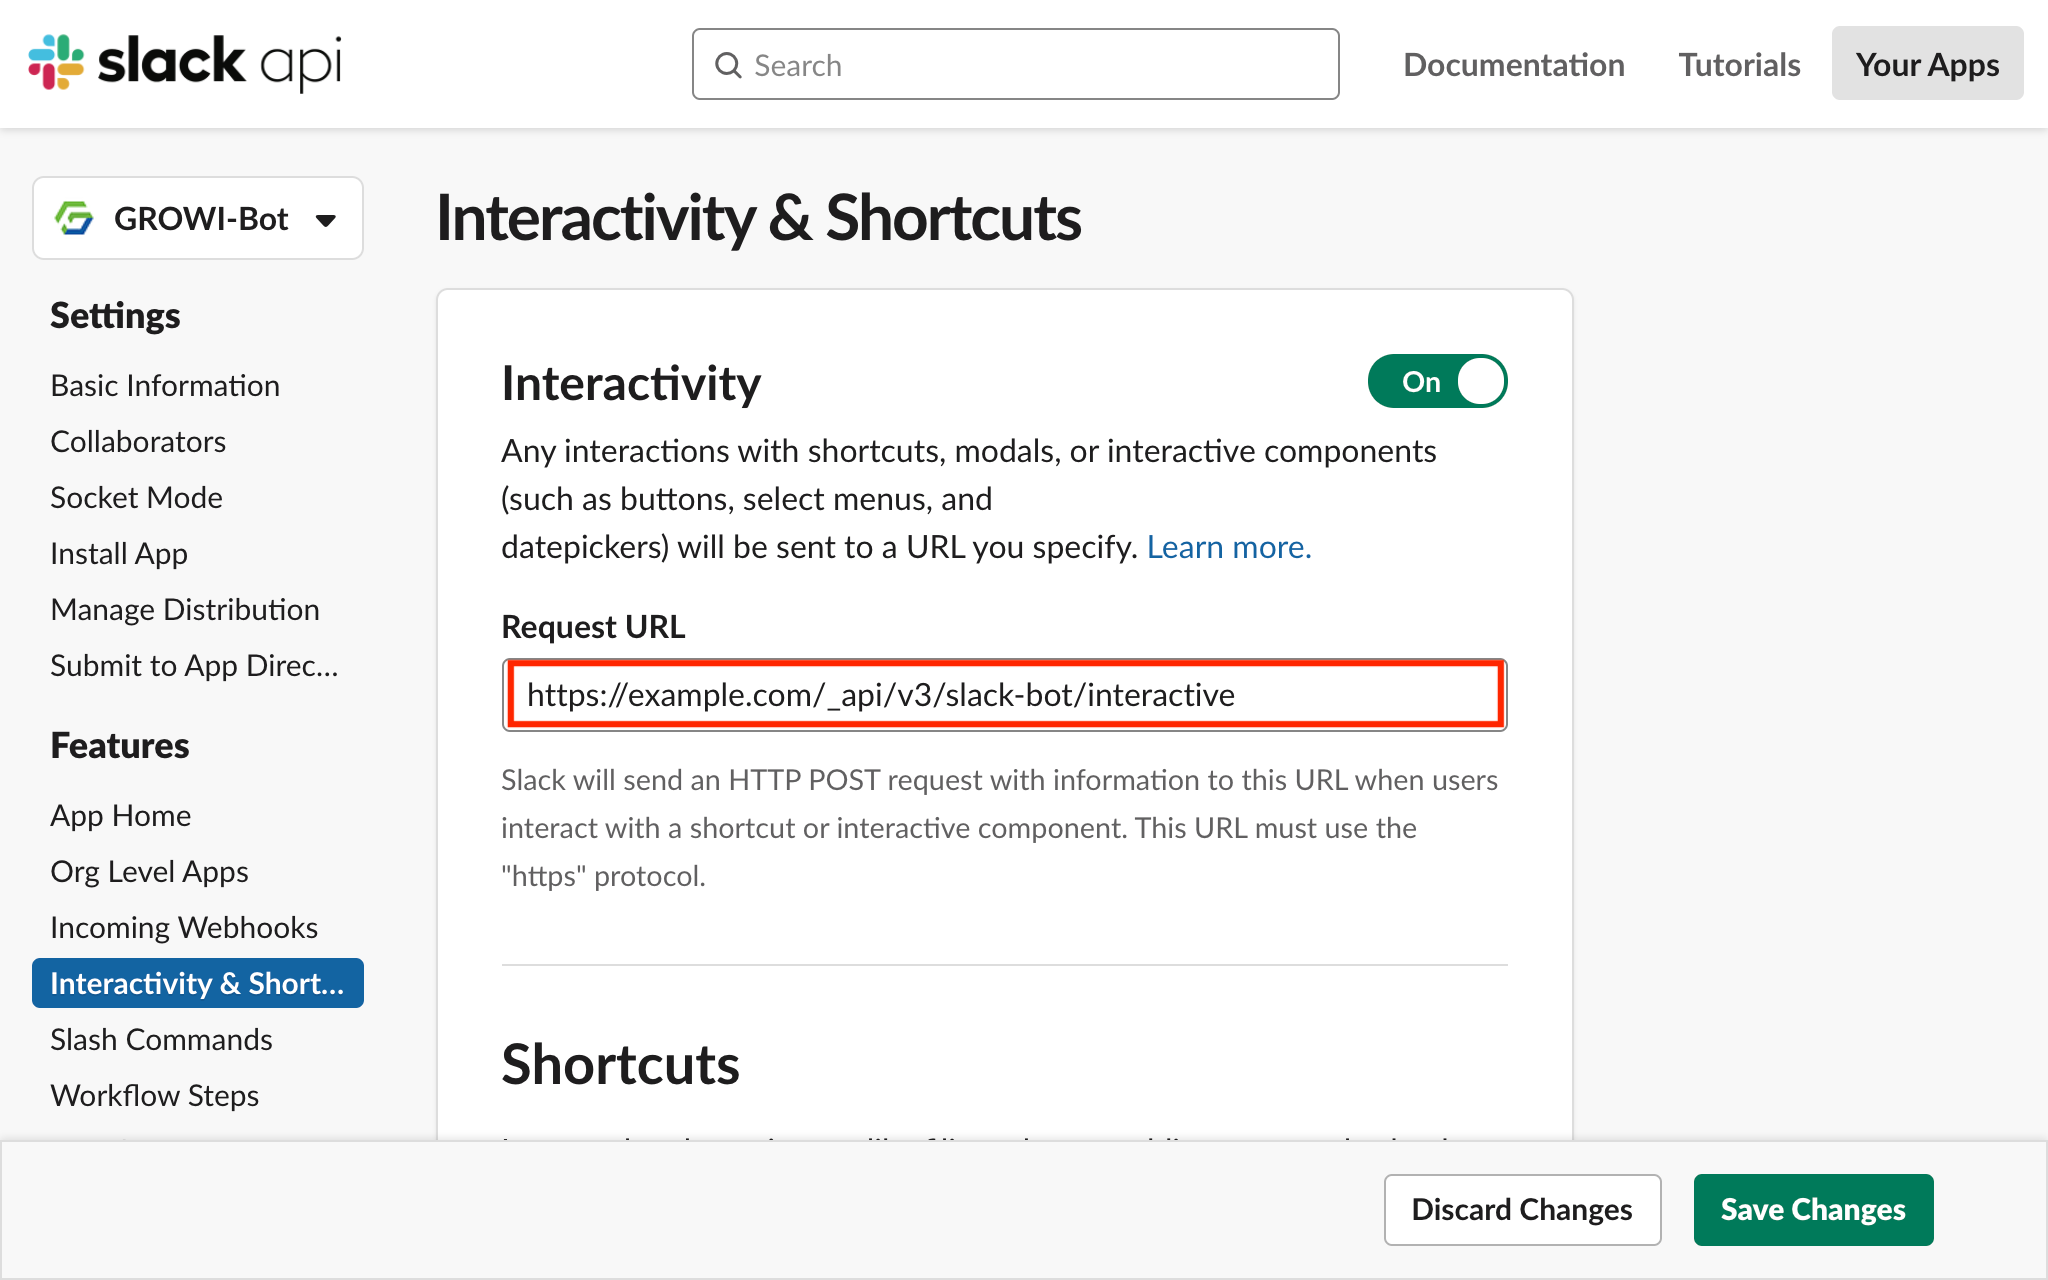 slack api
Search
Documentation
Tutorials
Your Apps
GROWI-Bot
Settings
Basic Information
Collaborators
Socket Mode
Install App
Manage Distribution
Submit to App Direc...
Features
App Home
Org Level Apps
Incoming Webhooks
Interactivity & Short...
Slash Commands
Workflow Steps
Interactivity & Shortcuts
Interactivity
On
Any interactions with shortcuts, modals, or interactive components
(such as buttons, select menus, and
datepickers) will be sent to a URL you specify. Learn more.
Request URL
https://example.com/_api/v3/slack-bot/interactive
Slack will send an HTTP POST request with information to this URL when users
interact with a shortcut or interactive component. This URL must use the
"https" protocol.
Shortcuts
Discard Changes
Save Changes